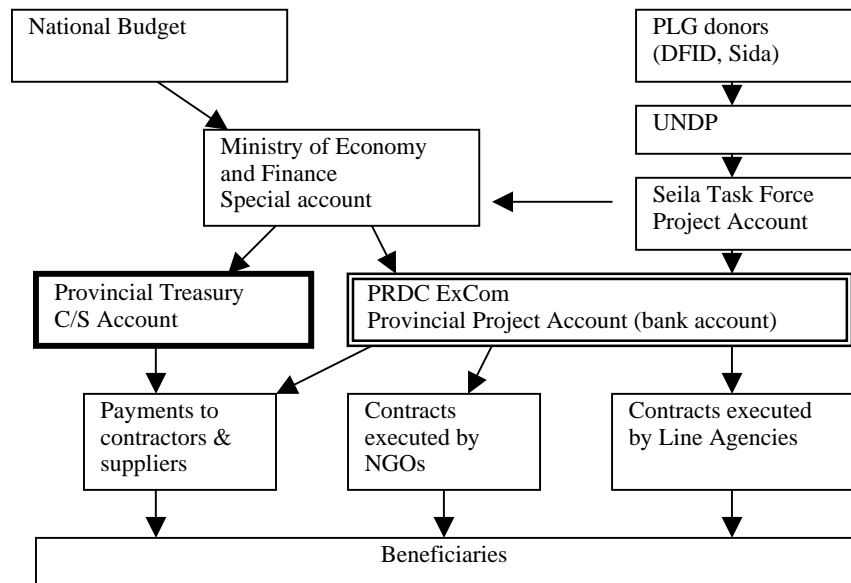 National Budget
PLG donors
(DFID, Sida)
UNDP
Ministry of Economy
and Finance
Special account
Seila Task Force
Project Account
Provincial Treasury
C/S Account
PRDC ExCom
Provincial Project Account (bank account)
Payments to
contractors &
suppliers
Contracts
executed by
NGOs
Contracts executed
by Line Agencies
Beneficiaries